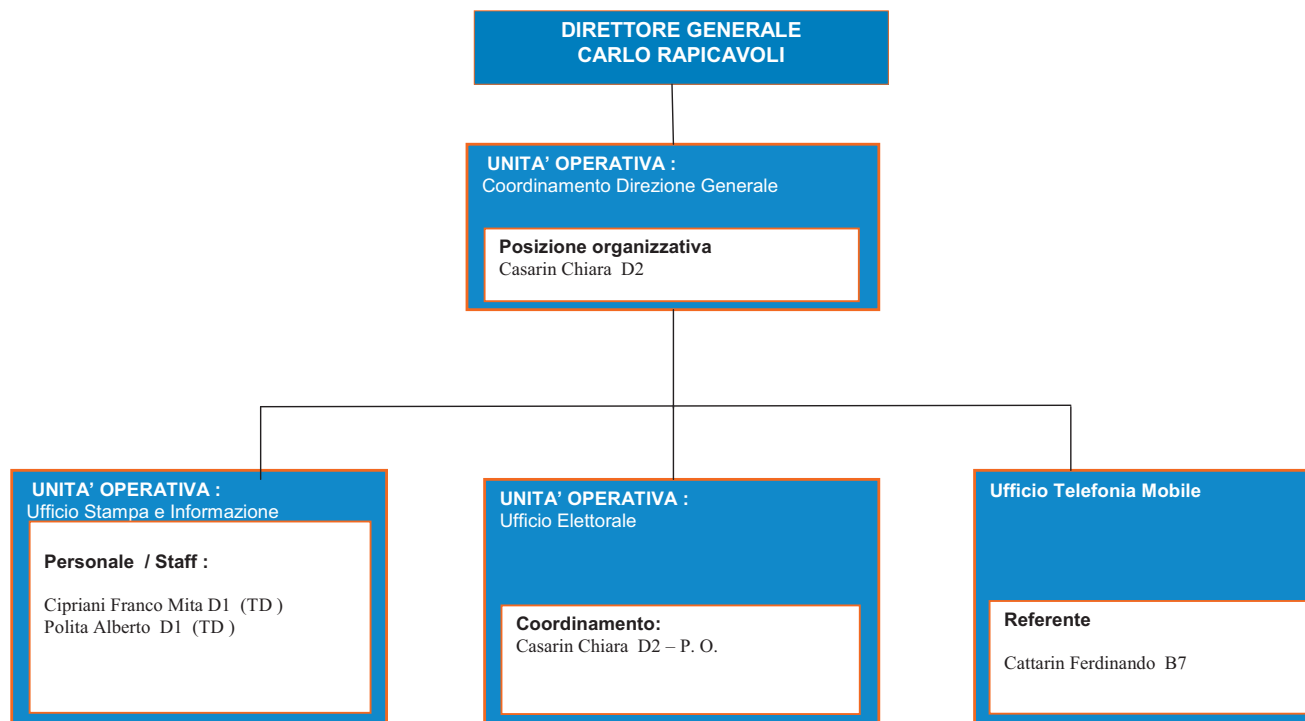 DIRETTORE GENERALE
CARLO RAPICAVOLI
UNITA’ OPERATIVA :
Coordinamento Direzione Generale
Posizione organizzativa
Casarin Chiara D2
UNITA’ OPERATIVA :
Ufficio Stampa e Informazione
Personale / Staff :
Cipriani Franco Mita D1 (TD )
Polita Alberto D1 (TD )
UNITA’ OPERATIVA :
Ufficio Elettorale
Coordinamento:
Casarin Chiara D2 – P. O.
Ufficio Telefonia Mobile
Referente
Cattarin Ferdinando B7